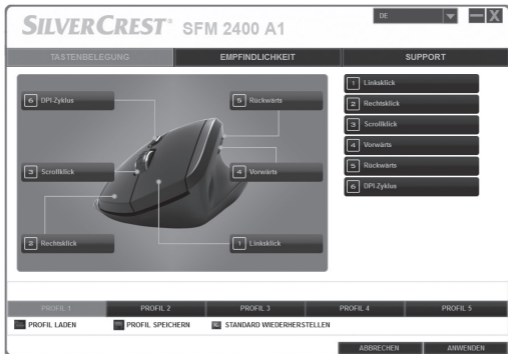 SILVERCREST® SFM 2400 A1
DE
TASTENBELEGUNG
EMPFINDLICHKEIT
SUPPORT
6 DPI-Zyklus
5 Rückwärts
3 Scrollklick
4 Vorwärts
2 Rechtsklick
1 Linksklick
1 Linksklick
2 Rechtsklick
3 Scrollklick
4 Vorwärts
5 Rückwärts
6 DPI-Zyklus
PROFIL 1
PROFIL 2
PROFIL 3
PROFIL 4
PROFIL 5
PROFIL LADEN
PROFIL SPEICHERN
STANDARD WIEDERHERSTELLEN
ABBRECHEN
ANWENDEN